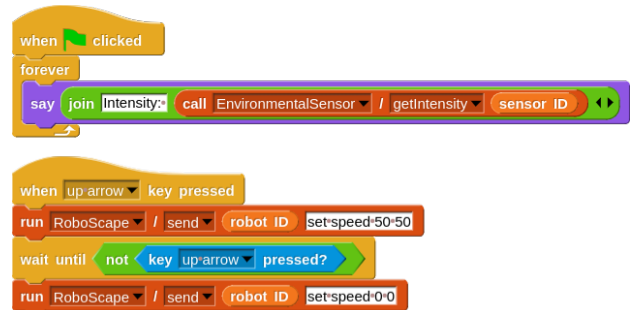 when clicked
forever
say join Intensity: call EnvironmentalSensor / getIntensity sensor ID
when up arrow key pressed
run RoboScape / send robot ID set speed 50 50
wait until not key up arrow pressed?
run RoboScape / send robot ID set speed 0 0